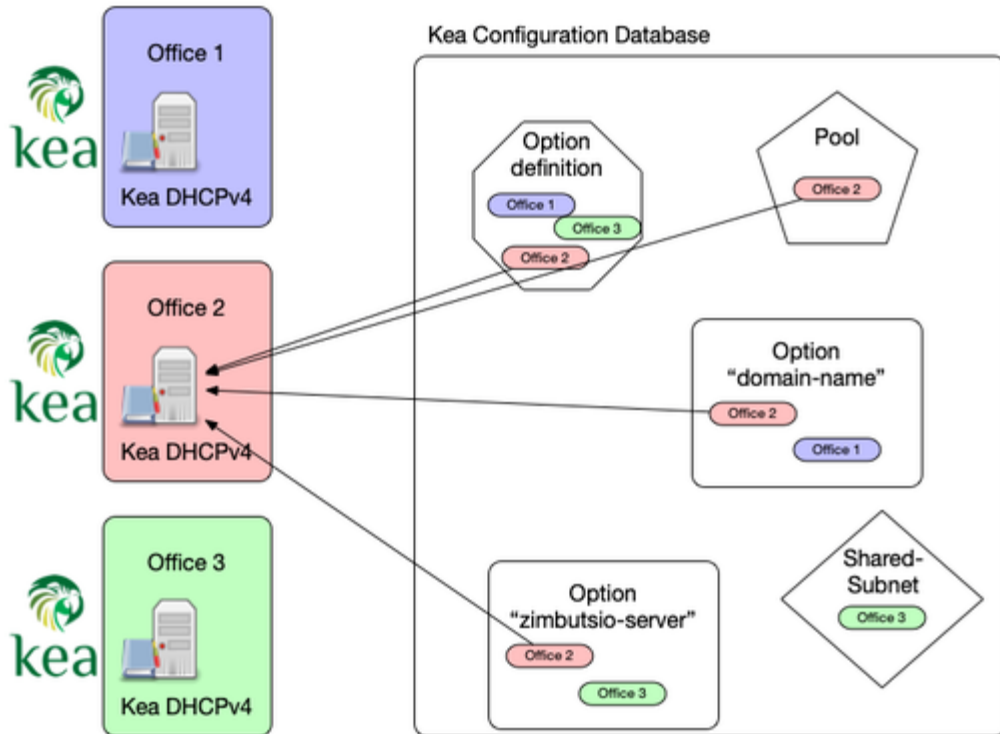 Office 1
kea
Kea DHCPv4
Office 2
kea
Kea DHCPv4
Office 3
kea
Kea DHCPv4
Kea Configuration Database
Option
definition
Office 1
Office 3
Office 2
Pool
Office 2
Option
“domain-name”
Office 2
Office 1
Option
“zimbutsio-server”
Office 2
Office 3
Shared-
Subnet
Office 3